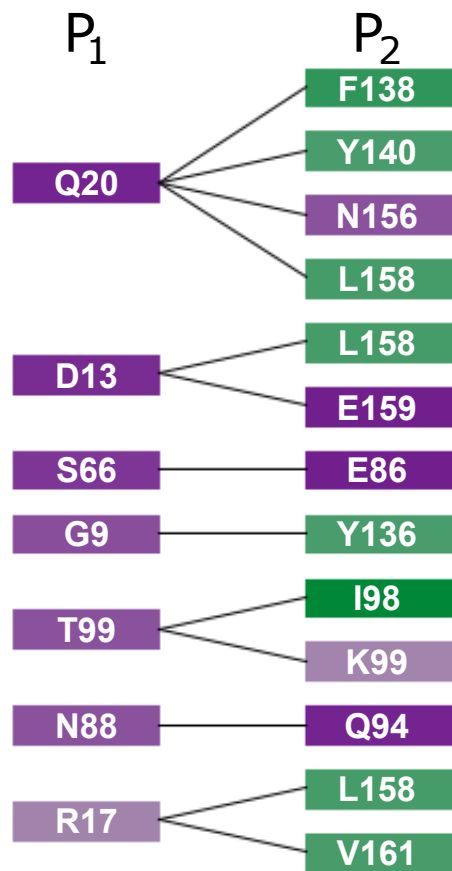 P1 P2
F138
Y140
Q20
N156
L158
L158
D13
E159
S66 E86
G9 Y136
I98
T99
K99
N88 Q94
L158
R17
V161